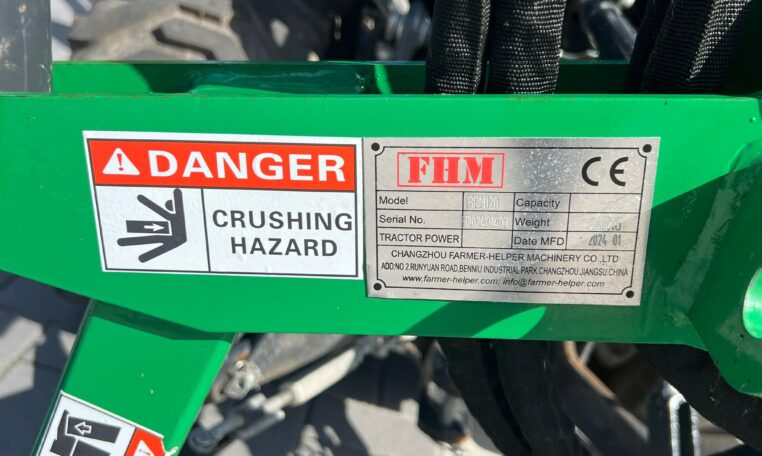 DANGER
CRUSHING
HAZARD
FHM CE
Model Capacity
Serial No. Weight
TRACTOR POWER Date MFD 2024 01
CHANGZHOU FARMER-HELPER MACHINERY CO.,LTD
ADD:NO 2 RUNYUAN ROAD,BENNIU INDUSTRIAL PARK CHANGZHOU JIANGSU CHINA
www.farmer-helper.com; info@farmer-helper.com